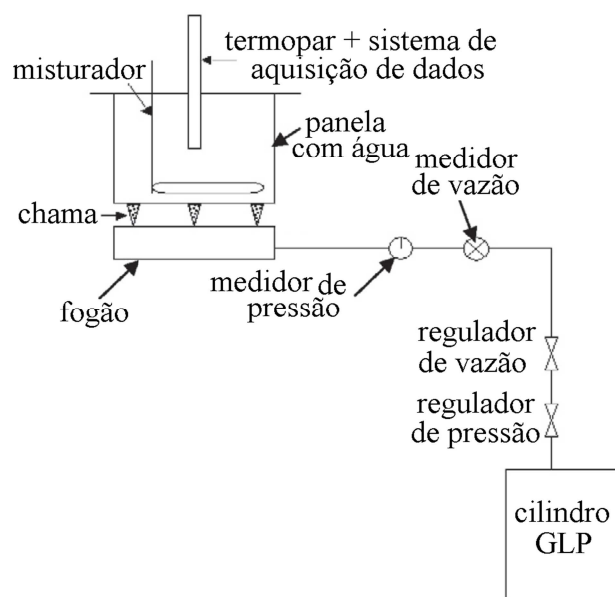 termopar + sistema de
aquisição de dados
misturador
panela
com água
medidor
de vazão
chama
medidor de
pressão
fogão
regulador
de vazão
regulador
de pressão
cilindro
GLP